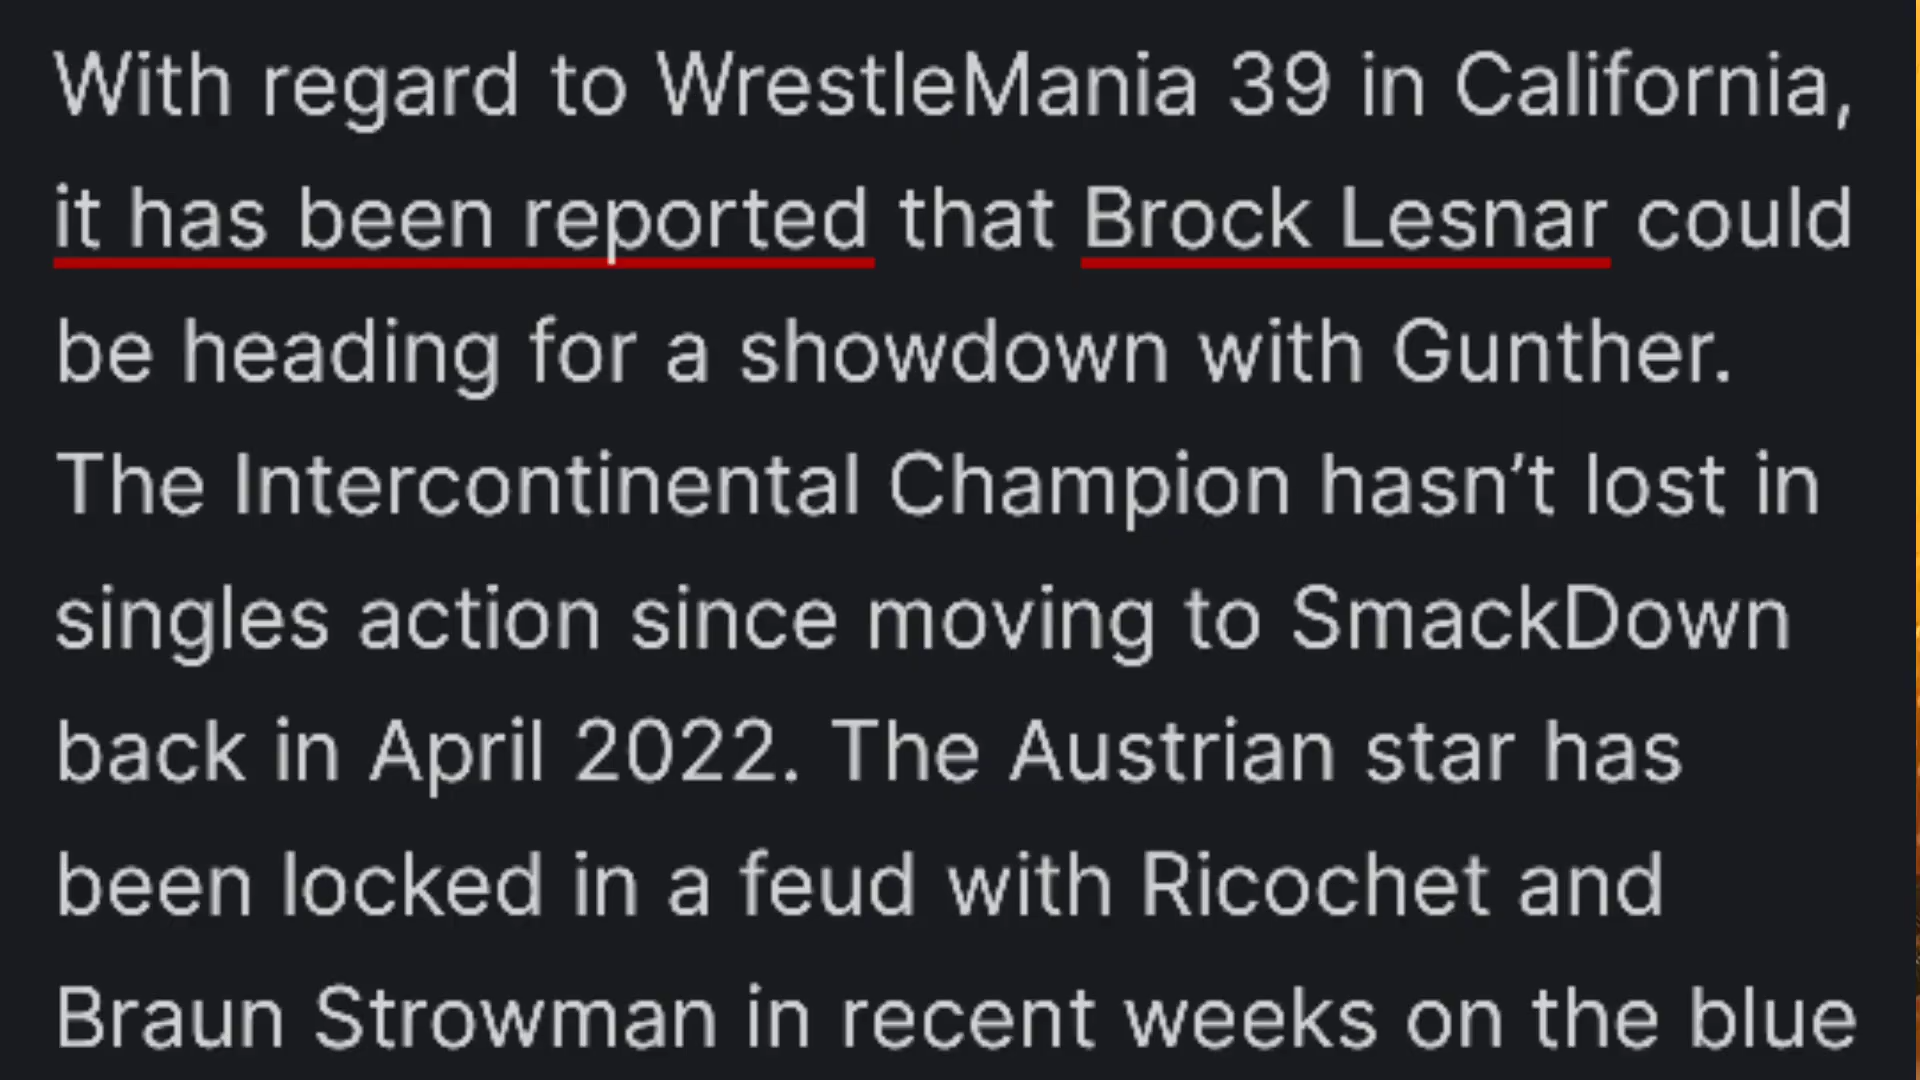 With regard to WrestleMania 39 in California,
it has been reported that Brock Lesnar could
be heading for a showdown with Gunther.
The Intercontinental Champion hasn’t lost in
singles action since moving to SmackDown
back in April 2022. The Austrian star has
been locked in a feud with Ricochet and
Braun Strowman in recent weeks on the blue